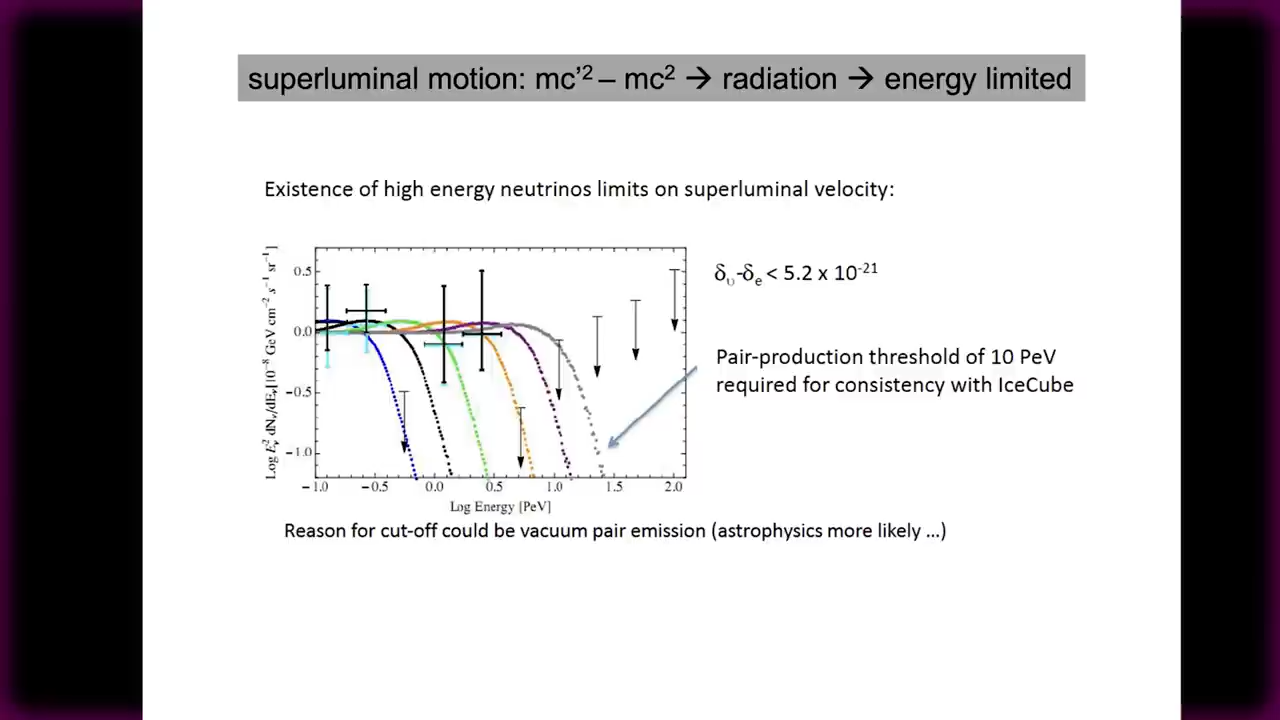 superluminal motion: mc’² – mc² → radiation → energy limited
Existence of high energy neutrinos limits on superluminal velocity:
Log E²ᵥ dNᵥ/dEᵥ[10⁻⁸ GeV cm⁻² s⁻¹ sr⁻¹]
0.5
0.0
−0.5
−1.0
−1.0 −0.5 0.0 0.5 1.0 1.5 2.0
Log Energy [PeV]
δᵥ-δₑ < 5.2 x 10⁻²¹
Pair-production threshold of 10 PeV
required for consistency with IceCube
Reason for cut-off could be vacuum pair emission (astrophysics more likely ...)